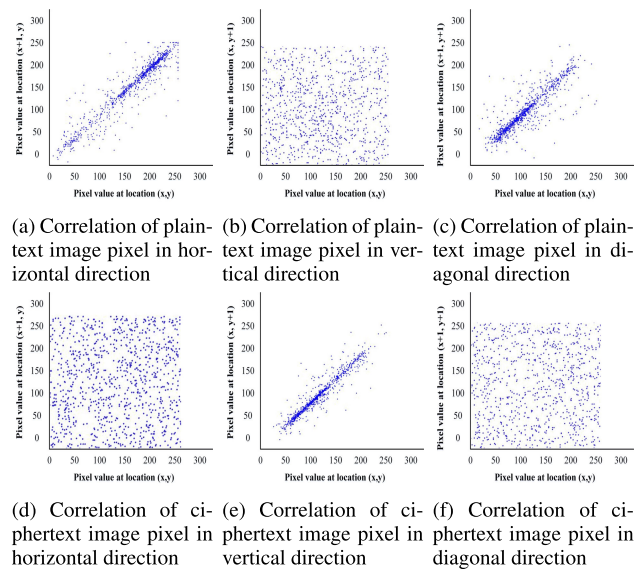 300
250
200
150
100
50
0
Pixel value at location (x+1, y)
0 50 100 150 200 250 300
Pixel value at location (x,y)
300
250
200
150
100
50
0
Pixel value at location (x, y+1)
0 50 100 150 200 250 300
Pixel value at location (x,y)
300
250
200
150
100
50
0
Pixel value at location (x+1, y+1)
0 50 100 150 200 250 300
Pixel value at location (x,y)
(a) Correlation of plain-
text image pixel in hor-
izontal direction
(b) Correlation of plain-
text image pixel in ver-
tical direction
(c) Correlation of plain-
text image pixel in di-
agonal direction
300
250
200
150
100
50
0
Pixel value at location (x+1, y)
0 50 100 150 200 250 300
Pixel value at location (x,y)
300
250
200
150
100
50
0
Pixel value at location (x, y+1)
0 50 100 150 200 250 300
Pixel value at location (x,y)
300
250
200
150
100
50
0
Pixel value at location (x+1, y+1)
0 50 100 150 200 250 300
Pixel value at location (x,y)
(d) Correlation of ci-
phertext image pixel in
horizontal direction
(e) Correlation of ci-
phertext image pixel in
vertical direction
(f) Correlation of ci-
phertext image pixel in
diagonal direction